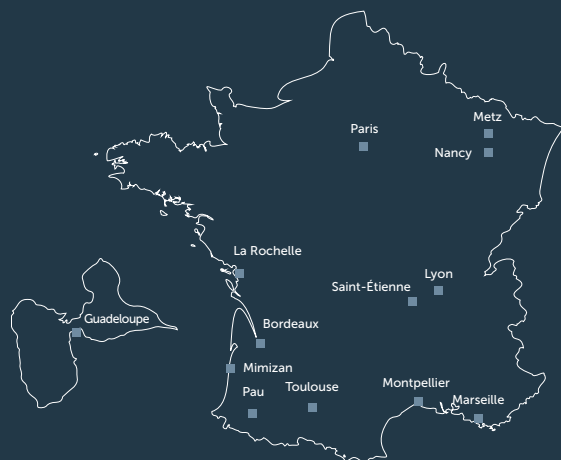 Metz
Paris
Nancy
La Rochelle
Lyon
Saint-Étienne
Guadeloupe
Bordeaux
Mimizan
Montpellier
Toulouse
Pau
Marseille